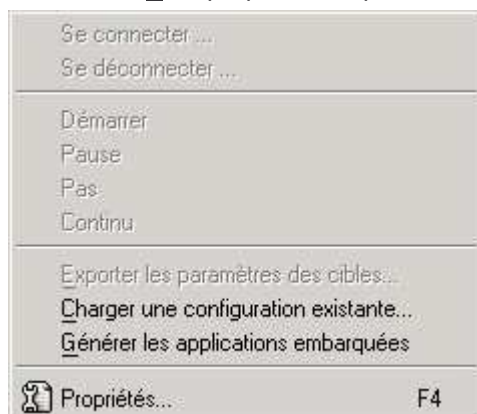 Se connecter ...
Se déconnecter ...
Démarrer
Pause
Pas
Continu
Exporter les paramètres des cibles...
Charger une configuration existante...
Générer les applications embarquées
Propriétés... F4